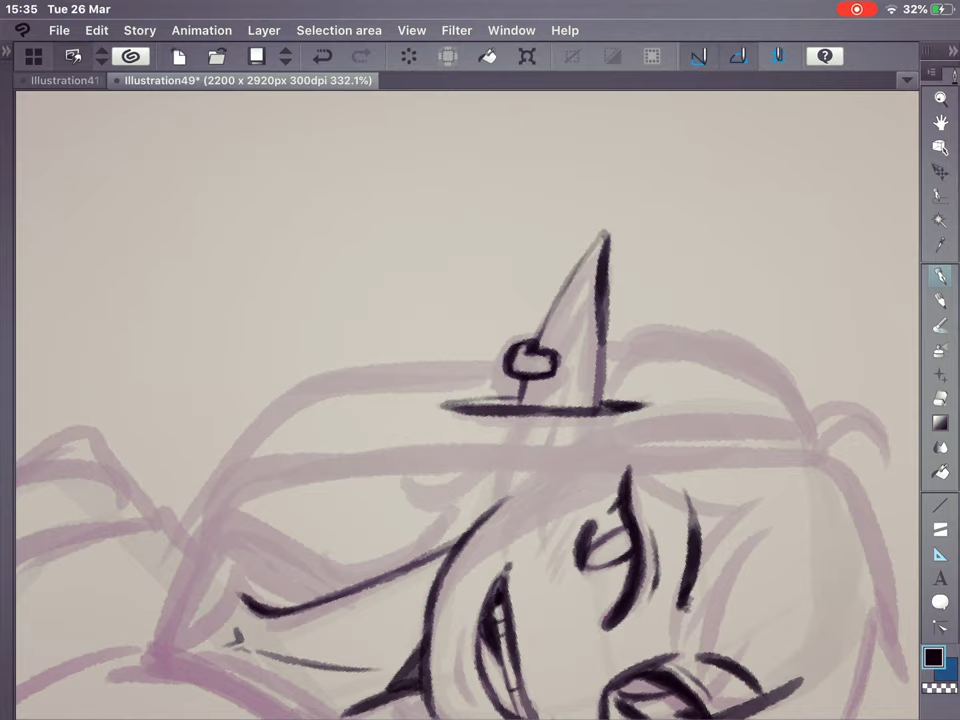 15:35 Tue 26 Mar 32%
File Edit Story Animation Layer Selection area View Filter Window Help
Illustration41 Illustration49* (2200 x 2920px 300dpi 332.1%)
A